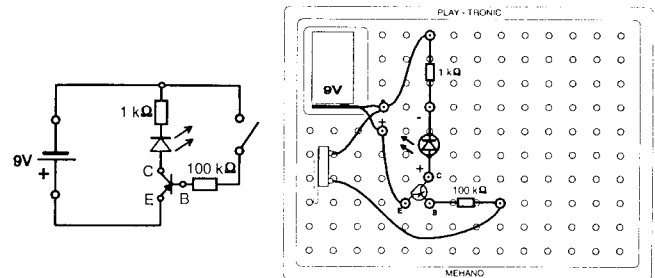 1 kΩ
9V
+
C
E
B
100 kΩ
PLAY-TRONIC
9V
-
+
1 kΩ
-
+
C
E
B
100 kΩ
MEHANO